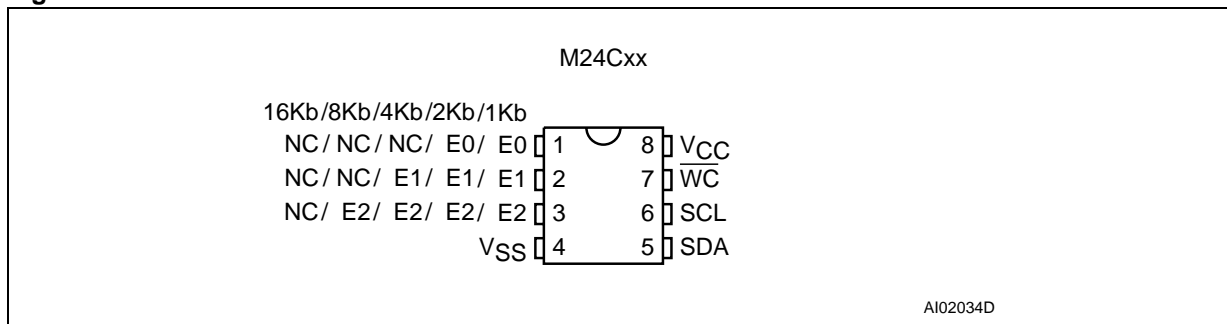 M24Cxx
16Kb/8Kb/4Kb/2Kb/1Kb
NC/ NC/ NC/ E0/ E0 1 8 VCC
NC/ NC/ E1/ E1/ E1 2 7 W̅C̅
NC/ E2/ E2/ E2/ E2 3 6 SCL
VSS 4 5 SDA
AI02034D